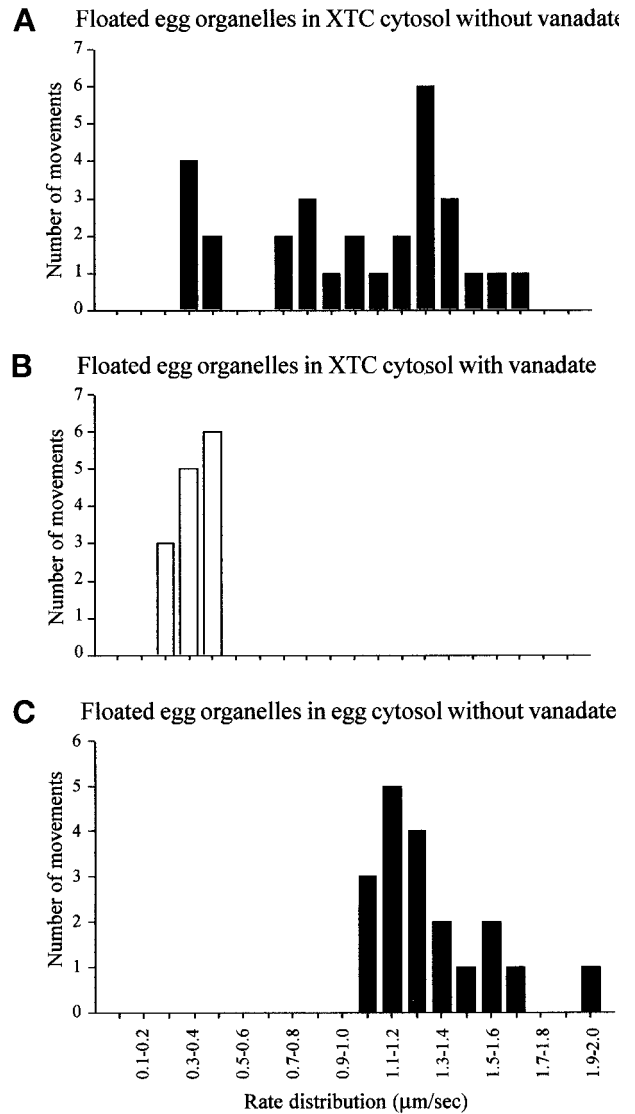 A Floated egg organelles in XTC cytosol without vanadate
Number of movements
7
6
5
4
3
2
1
0
B Floated egg organelles in XTC cytosol with vanadate
Number of movements
7
6
5
4
3
2
1
0
C Floated egg organelles in egg cytosol without vanadate
Number of movements
5
4
3
2
1
0
0.1-0.2 0.3-0.4 0.5-0.6 0.7-0.8 0.9-1.0 1.1-1.2 1.3-1.4 1.5-1.6 1.7-1.8 1.9-2.0
Rate distribution (μm/sec)